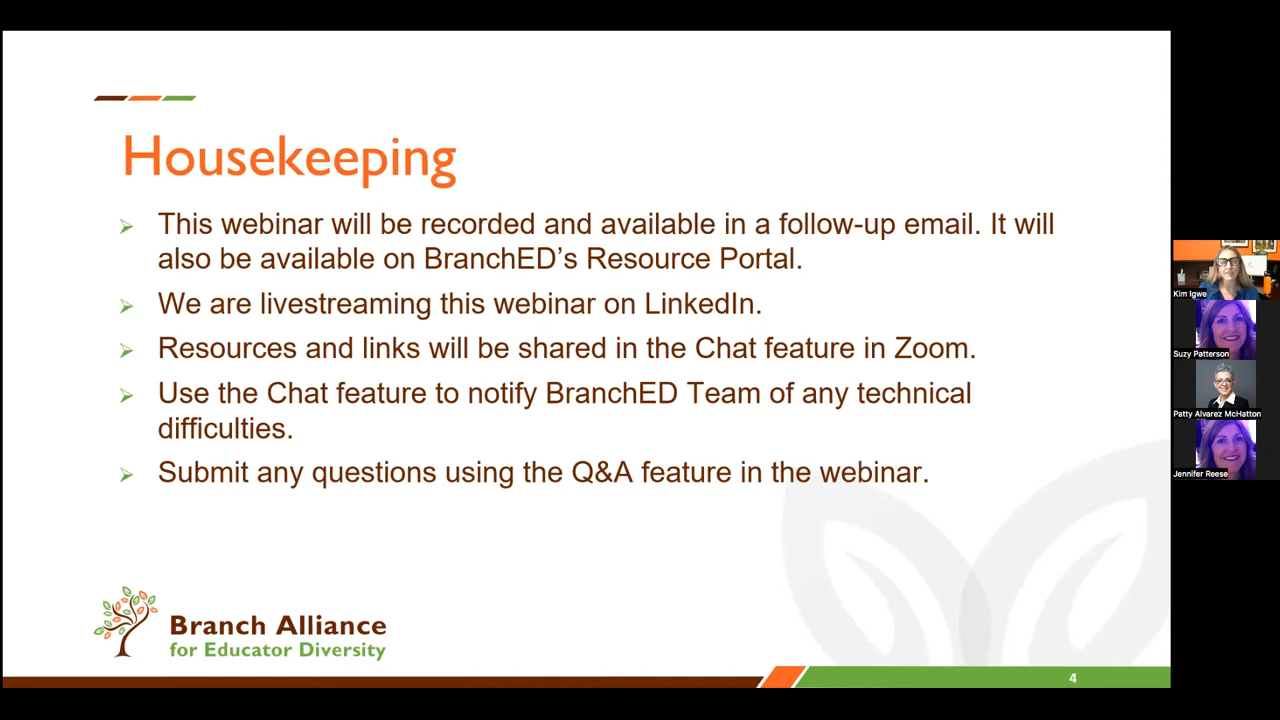 Housekeeping
This webinar will be recorded and available in a follow-up email. It will
also be available on BranchED’s Resource Portal.
We are livestreaming this webinar on LinkedIn.
Resources and links will be shared in the Chat feature in Zoom.
Use the Chat feature to notify BranchED Team of any technical
difficulties.
Submit any questions using the Q&A feature in the webinar.
Branch Alliance
for Educator Diversity
4
Kim Igwe
Suzy Patterson
Patty Alvarez McHatton
Jennifer Reese